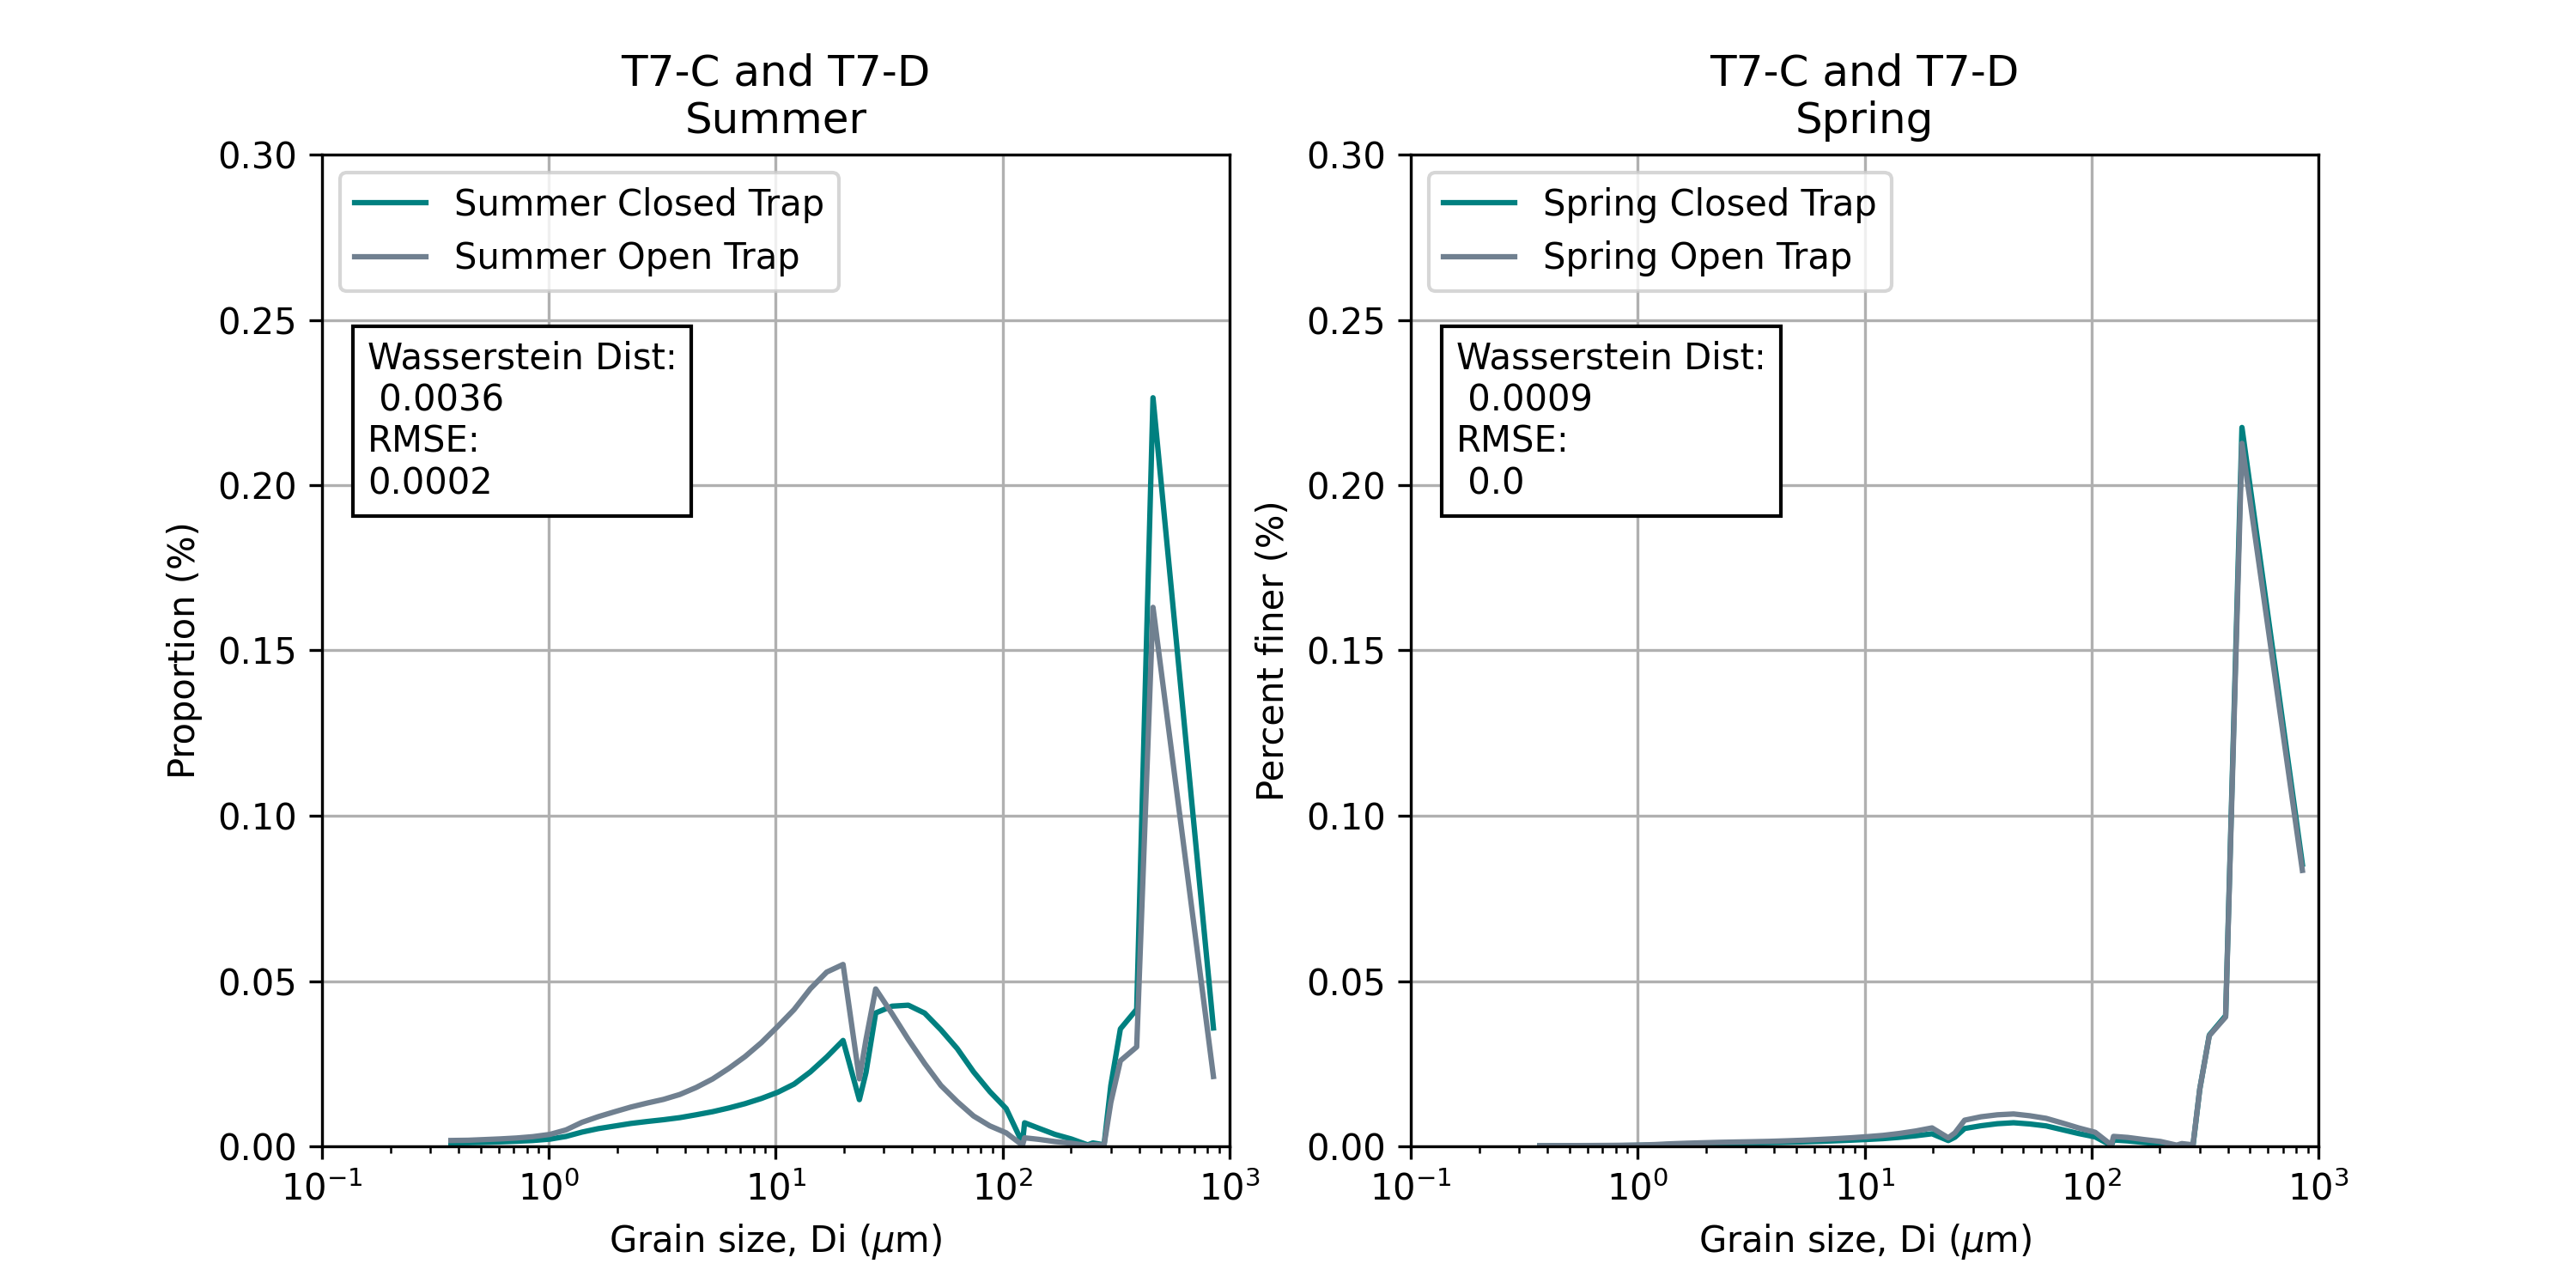 T7-C and T7-D
Summer
0.30
0.25
0.20
0.15
0.10
0.05
0.00
Proportion (%)
Summer Closed Trap
Summer Open Trap
Wasserstein Dist:
0.0036
RMSE:
0.0002
10⁻¹ 10⁰ 10¹ 10² 10³
Grain size, Di (μm)
T7-C and T7-D
Spring
0.30
0.25
0.20
0.15
0.10
0.05
0.00
Percent finer (%)
Spring Closed Trap
Spring Open Trap
Wasserstein Dist:
0.0009
RMSE:
0.0
10⁻¹ 10⁰ 10¹ 10² 10³
Grain size, Di (μm)